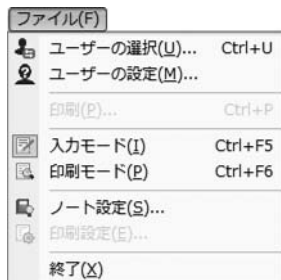 ファイル(F)
ユーザーの選択(U)... Ctrl+U
ユーザーの設定(M)...
印刷(P)... Ctrl+P
入力モード(I) Ctrl+F5
印刷モード(P) Ctrl+F6
ノート設定(S)...
印刷設定(E)...
終了(X)